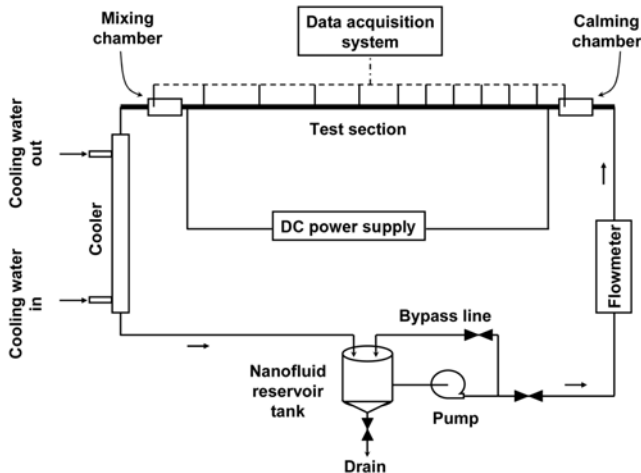 Mixing
chamber
Data acquisition
system
Calming
chamber
Test section
Cooling water
out
Cooler
DC power supply
Flowmeter
Cooling water
in
Bypass line
Nanofluid
reservoir
tank
Pump
Drain